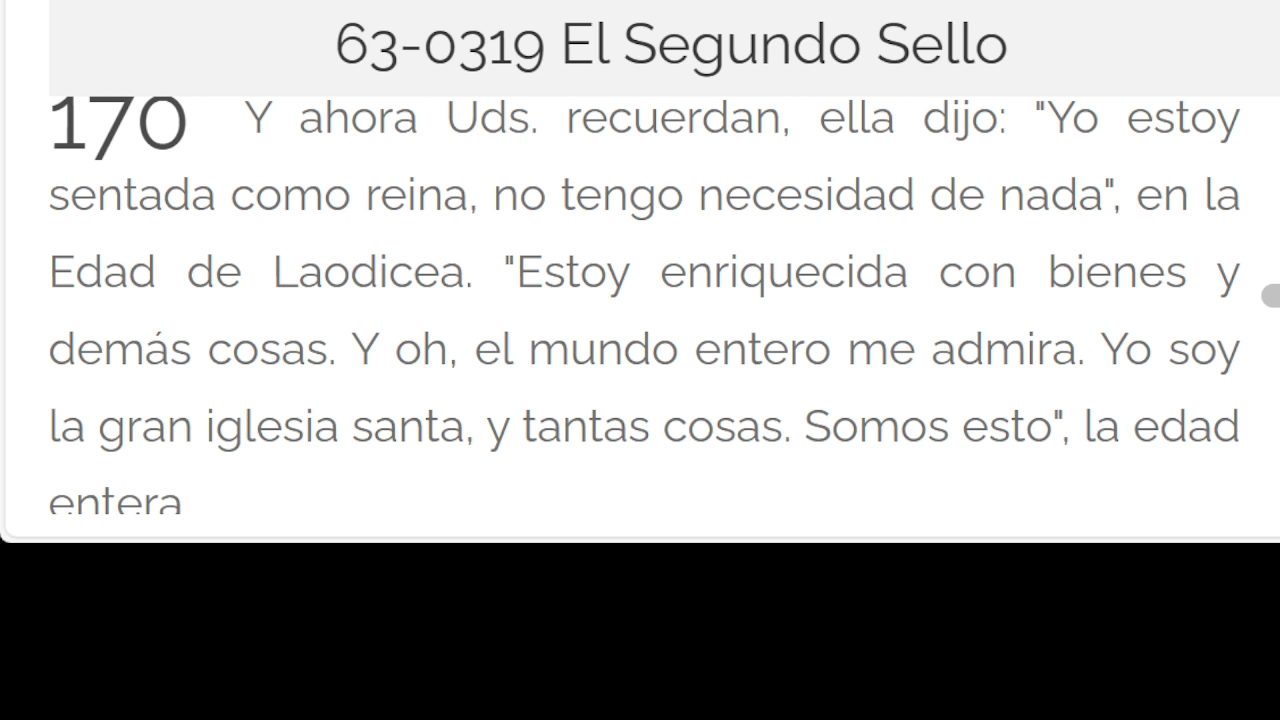 63-0319 El Segundo Sello
170 Y ahora Uds. recuerdan, ella dijo: "Yo estoy
sentada como reina, no tengo necesidad de nada", en la
Edad de Laodicea. "Estoy enriquecida con bienes y
demás cosas. Y oh, el mundo entero me admira. Yo soy
la gran iglesia santa, y tantas cosas. Somos esto", la edad
entera